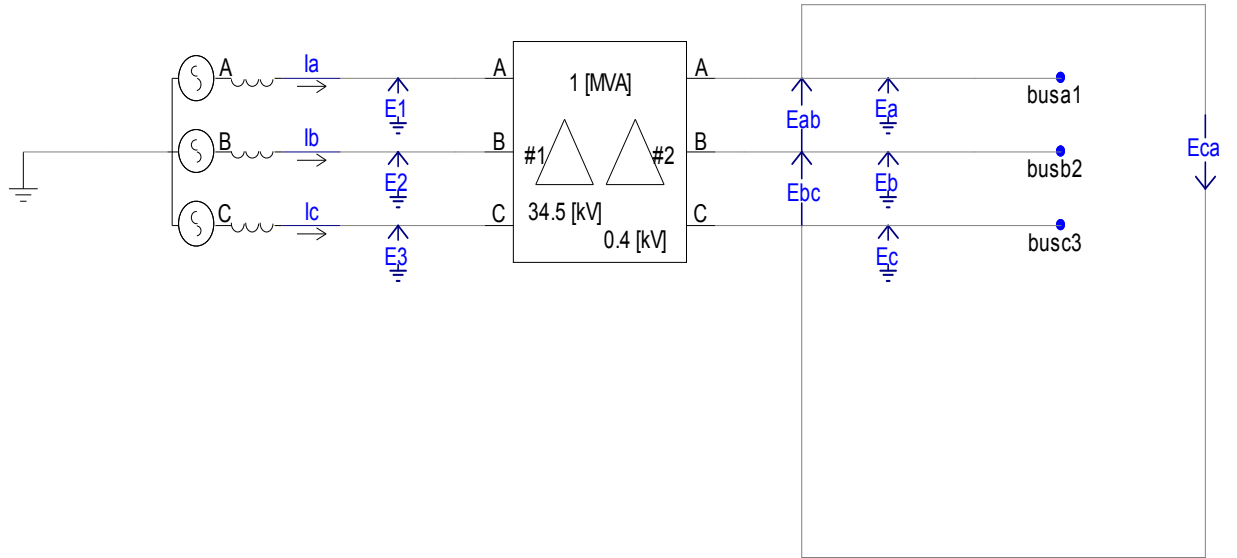 A
Ia
E1
A
1 [MVA]
A
Eab
Ea
busa1
B
Ib
E2
B
#1
#2
B
Ebc
Eb
busb2
Eca
C
Ic
E3
C
34.5 [kV]
0.4 [kV]
C
Ec
busc3